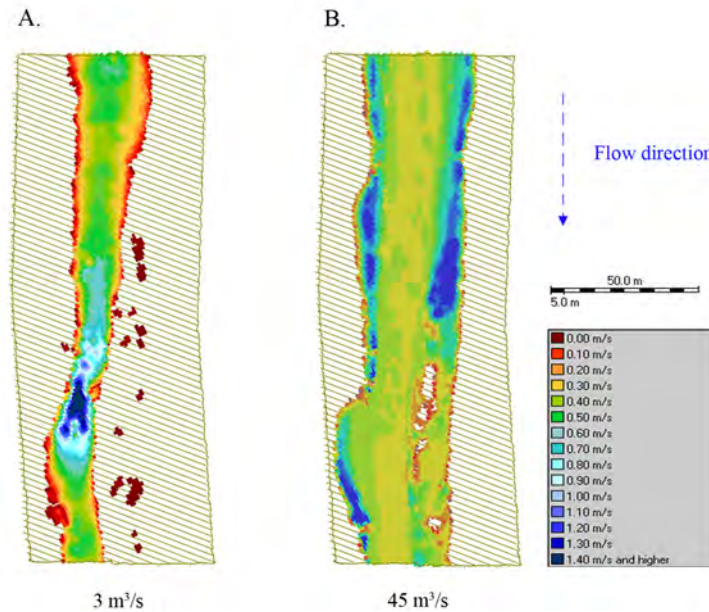 A.
B.
Flow direction
50.0 m
5.0 m
0.00 m/s
0.10 m/s
0.20 m/s
0.30 m/s
0.40 m/s
0.50 m/s
0.60 m/s
0.70 m/s
0.80 m/s
0.90 m/s
1.00 m/s
1.10 m/s
1.20 m/s
1.30 m/s
1.40 m/s and higher
3 m³/s
45 m³/s